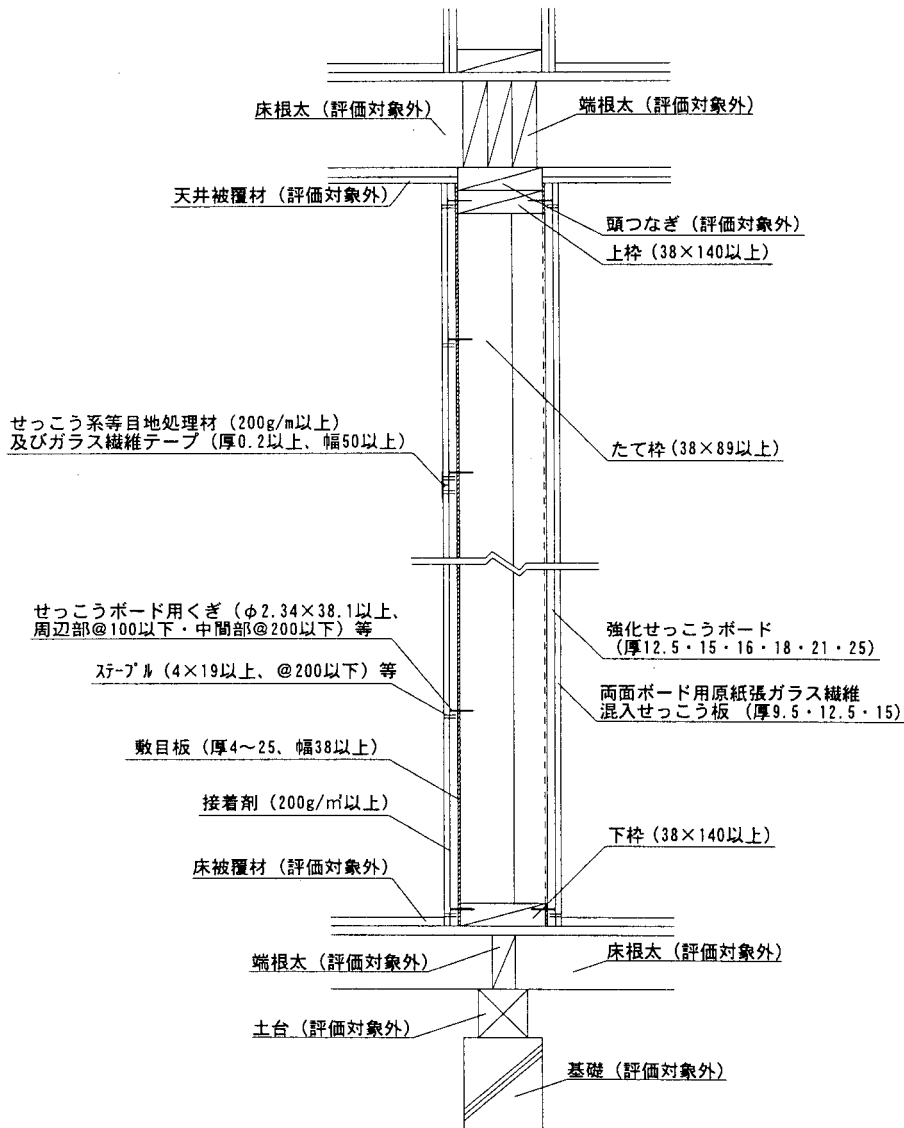 床根太（評価対象外）
端根太（評価対象外）
天井被覆材（評価対象外）
頭つなぎ（評価対象外）
上枠（38×140以上）
せっこう系等目地処理材（200g/m以上）
及びガラス繊維テープ（厚0.2以上、幅50以上）
たて枠（38×89以上）
せっこうボード用くぎ（φ2.34×38.1以上、
周辺部@100以下・中間部@200以下）等
強化せっこうボード
（厚12.5・15・16・18・21・25）
ステープル（4×19以上、@200以下）等
両面ボード用原紙張ガラス繊維
混入せっこう板（厚9.5・12.5・15）
敷目板（厚4～25、幅38以上）
接着剤（200g/㎡以上）
下枠（38×140以上）
床被覆材（評価対象外）
端根太（評価対象外）
床根太（評価対象外）
土台（評価対象外）
基礎（評価対象外）